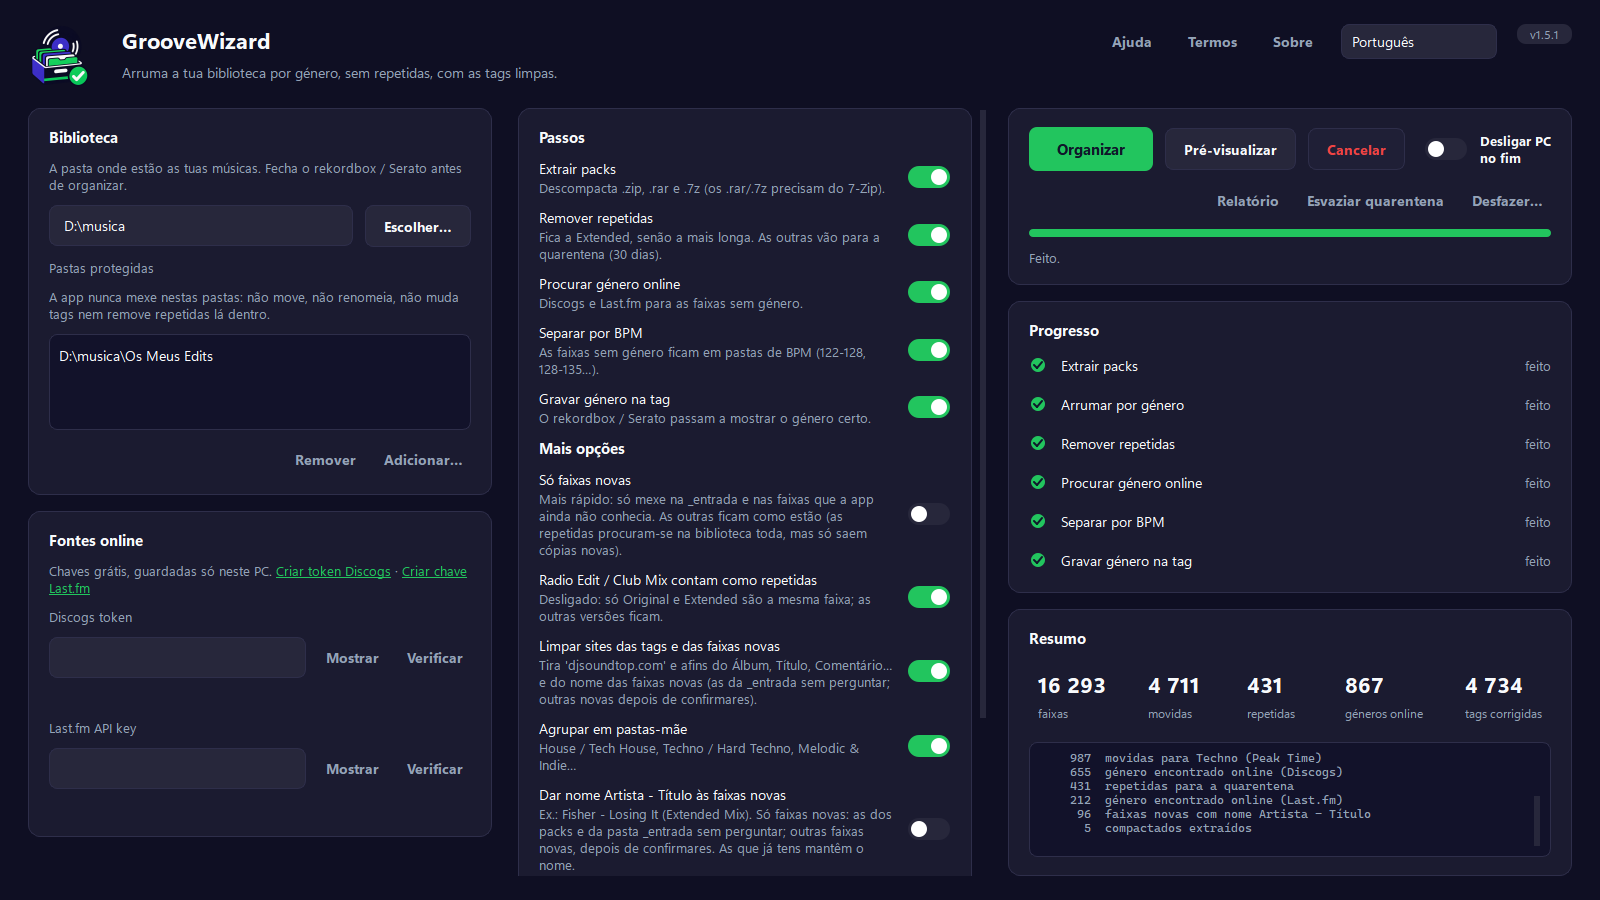 GrooveWizard
Arruma a tua biblioteca por género, sem repetidas, com as tags limpas.
Ajuda
Termos
Sobre
Português
v1.5.1
Biblioteca
A pasta onde estão as tuas músicas. Fecha o rekordbox / Serato antes
de organizar.
D:\musica
Escolher...
Pastas protegidas
A app nunca mexe nestas pastas: não move, não renomeia, não muda
tags nem remove repetidas lá dentro.
D:\musica\Os Meus Edits
Remover
Adicionar...
Fontes online
Chaves grátis, guardadas só neste PC. Criar token Discogs · Criar chave
Last.fm
Discogs token
Mostrar
Verificar
Last.fm API key
Mostrar
Verificar
Passos
Extrair packs
Descompacta .zip, .rar e .7z (os .rar/.7z precisam do 7-Zip).
Remover repetidas
Fica a Extended, senão a mais longa. As outras vão para a
quarentena (30 dias).
Procurar género online
Discogs e Last.fm para as faixas sem género.
Separar por BPM
As faixas sem género ficam em pastas de BPM (122-128,
128-135...).
Gravar género na tag
O rekordbox / Serato passam a mostrar o género certo.
Mais opções
Só faixas novas
Mais rápido: só mexe na _entrada e nas faixas que a app
ainda não conhecia. As outras ficam como estão (as
repetidas procuram-se na biblioteca toda, mas só saem
cópias novas).
Radio Edit / Club Mix contam como repetidas
Desligado: só Original e Extended são a mesma faixa; as
outras versões ficam.
Limpar sites das tags e das faixas novas
Tira 'djsoundtop.com' e afins do Álbum, Título, Comentário...
e do nome das faixas novas (as da _entrada sem perguntar;
outras novas depois de confirmares).
Agrupar em pastas-mãe
House / Tech House, Techno / Hard Techno, Melodic &
Indie...
Dar nome Artista - Título às faixas novas
Ex.: Fisher - Losing It (Extended Mix). Só faixas novas: as dos
packs e da pasta _entrada sem perguntar; outras faixas
novas, depois de confirmares. As que já tens mantêm o
nome.
Organizar
Pré-visualizar
Cancelar
Desligar PC
no fim
Relatório
Esvaziar quarentena
Desfazer...
Feito.
Progresso
Extrair packs feito
Arrumar por género feito
Remover repetidas feito
Procurar género online feito
Separar por BPM feito
Gravar género na tag feito
Resumo
16 293 4 711 431 867 4 734
faixas movidas repetidas géneros online tags corrigidas
987 movidas para Techno (Peak Time)
655 género encontrado online (Discogs)
431 repetidas para a quarentena
212 género encontrado online (Last.fm)
96 faixas novas com nome Artista – Título
5 compactados extraídos